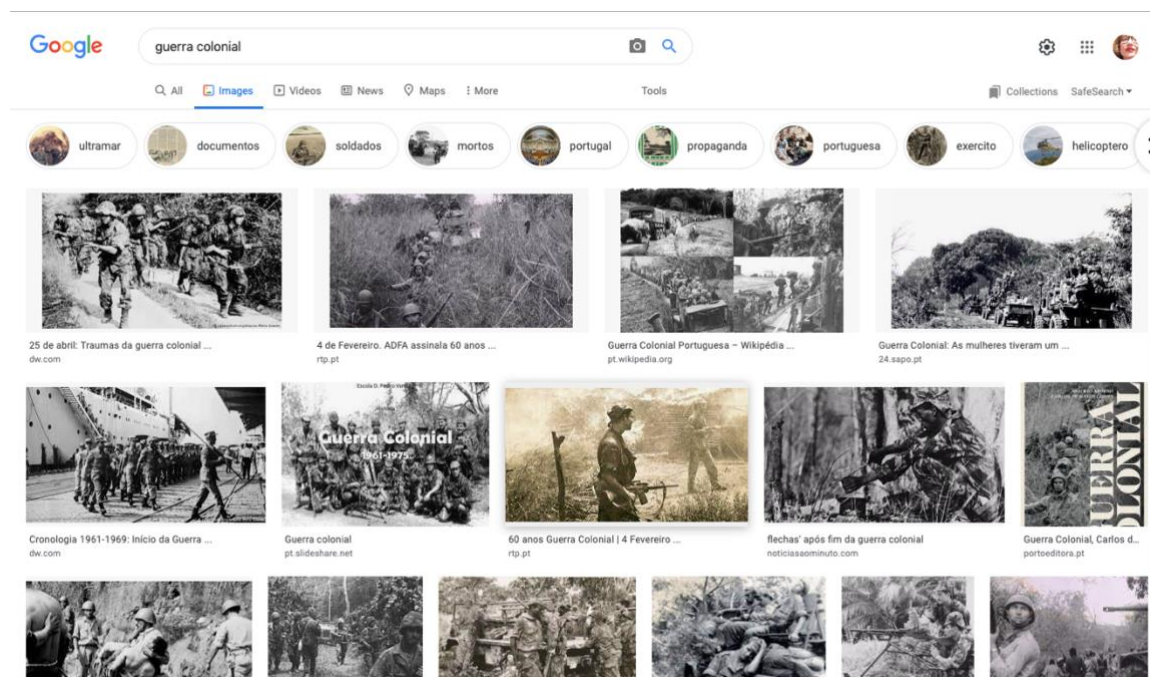 Google
guerra colonial
All Images Videos News Maps More Tools Collections SafeSearch
ultramar documentos soldados mortos portugal propaganda portuguesa exercito helicoptero
25 de abril: Traumas da guerra colonial ...
dw.com
4 de Fevereiro. ADFA assinala 60 anos ...
rtp.pt
Guerra Colonial Portuguesa – Wikipédia ...
pt.wikipedia.org
Guerra Colonial: As mulheres tiveram um ...
24.sapo.pt
Guerra Colonial
1961-1975
GUERRA
COLONIAL
Cronologia 1961-1969: Início da Guerra ...
dw.com
Guerra colonial
pt.slideshare.net
60 anos Guerra Colonial | 4 Fevereiro ...
rtp.pt
flechas' após fim da guerra colonial
noticiasaominuto.com
Guerra Colonial, Carlos d...
portoeditora.pt